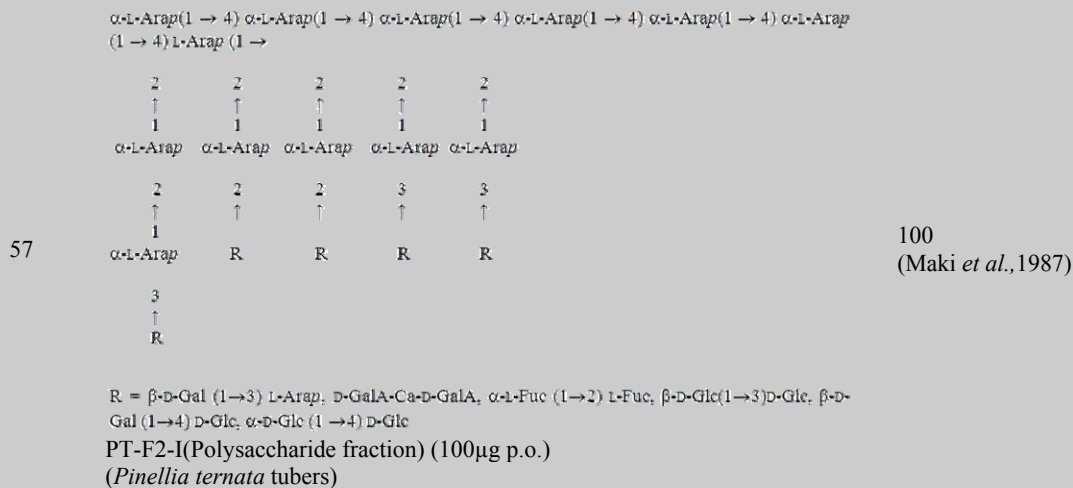 α-L-Arap(1 → 4) α-L-Arap(1 → 4) α-L-Arap(1 → 4) α-L-Arap(1 → 4) α-L-Arap(1 → 4) α-L-Arap
(1 → 4) L-Arap (1 →
2 2 2 2 2
↑ ↑ ↑ ↑ ↑
1 1 1 1 1
α-L-Arap α-L-Arap α-L-Arap α-L-Arap α-L-Arap
2 2 2 3 3
↑ ↑ ↑ ↑ ↑
1
57 α-L-Arap R R R R
100
(Maki et al.,1987)
3
↑
R
R = β-D-Gal (1→3) L-Arap, D-GalA-Ca-D-GalA, α-L-Fuc (1→2) L-Fuc, β-D-Glc(1→3)D-Glc, β-D-
Gal (1→4) D-Glc, α-D-Glc (1 →4) D-Glc
PT-F2-I(Polysaccharide fraction) (100µg p.o.)
(Pinellia ternata tubers)